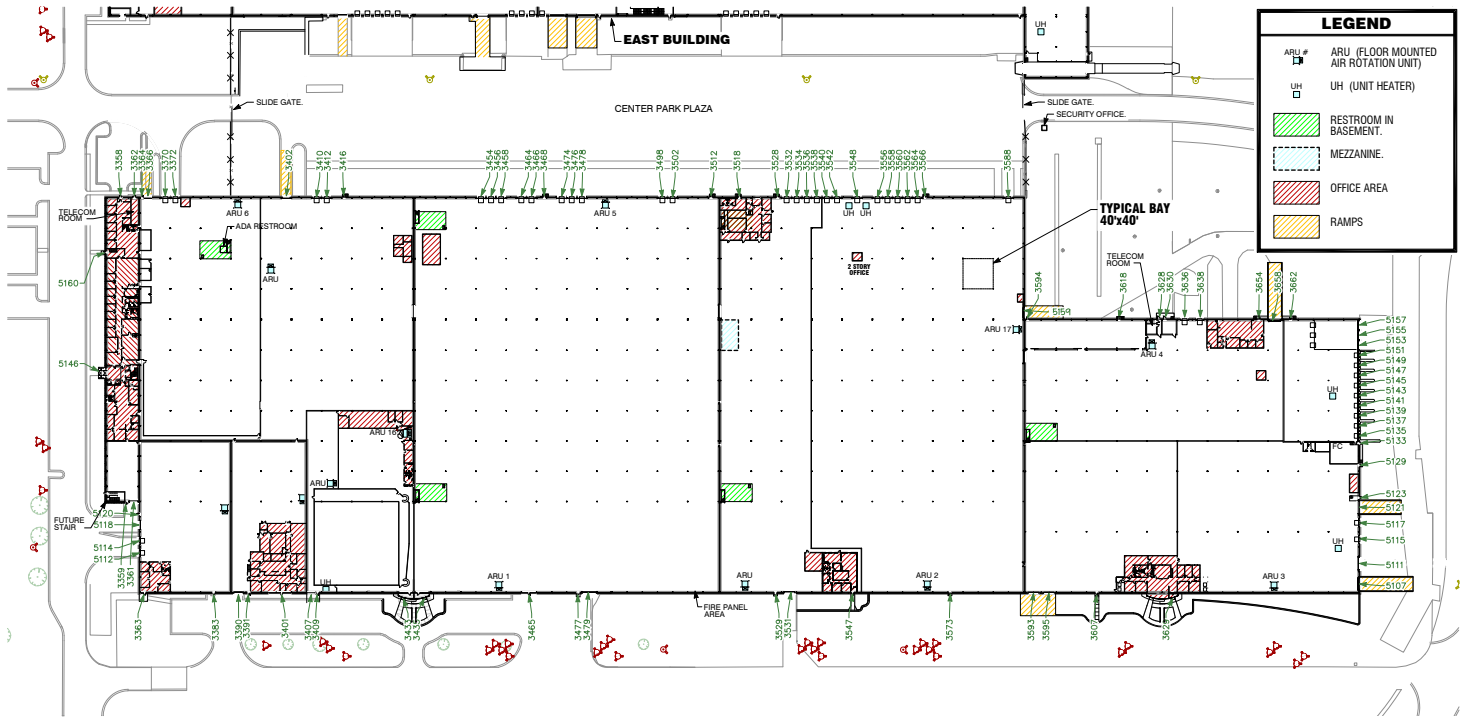 LEGEND
ARU #
ARU (FLOOR MOUNTED
AIR ROTATION UNIT)
UH
UH (UNIT HEATER)
RESTROOM IN
BASEMENT.
MEZZANINE.
OFFICE AREA
RAMPS
EAST BUILDING
UH
SLIDE GATE.
CENTER PARK PLAZA
SLIDE GATE.
SECURITY OFFICE.
3358
3362
3364
3366
3370
3372
3402
3410
3412
3416
3454
3456
3458
3464
3466
3468
3474
3476
3478
3498
3502
3512
3518
3528
3532
3534
3536
3538
3540
3542
3548
3556
3558
3560
3562
3564
3566
3588
TELECOM
ROOM
ARU 6
ADA RESTROOM
ARU
ARU 5
UH
UH
2 STORY
OFFICE
TYPICAL BAY
40'x40'
TELECOM
ROOM
3594
3618
3628
3630
3636
3638
3654
3658
3662
5159
5160
5146
ARU 17
ARU 4
5157
5155
5153
5151
5149
5147
5145
5143
5141
5139
5137
5135
5133
5129
5123
5121
5117
5115
5111
5107
UH
FC
UH
ARU 16
ARU
FUTURE
STAIR
5120
5118
5114
5112
3359
3361
UH
ARU 1
ARU
ARU 2
ARU 3
FIRE PANEL
AREA
3363
3383
3390
3391
3401
3407
3409
3465
3477
3479
3529
3531
3547
3573
3593
3595
3607